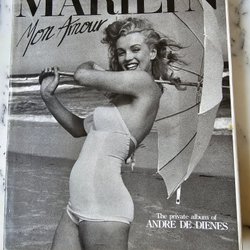 MARILYN
Mon Amour
The private album of
ANDRE DE DIENES